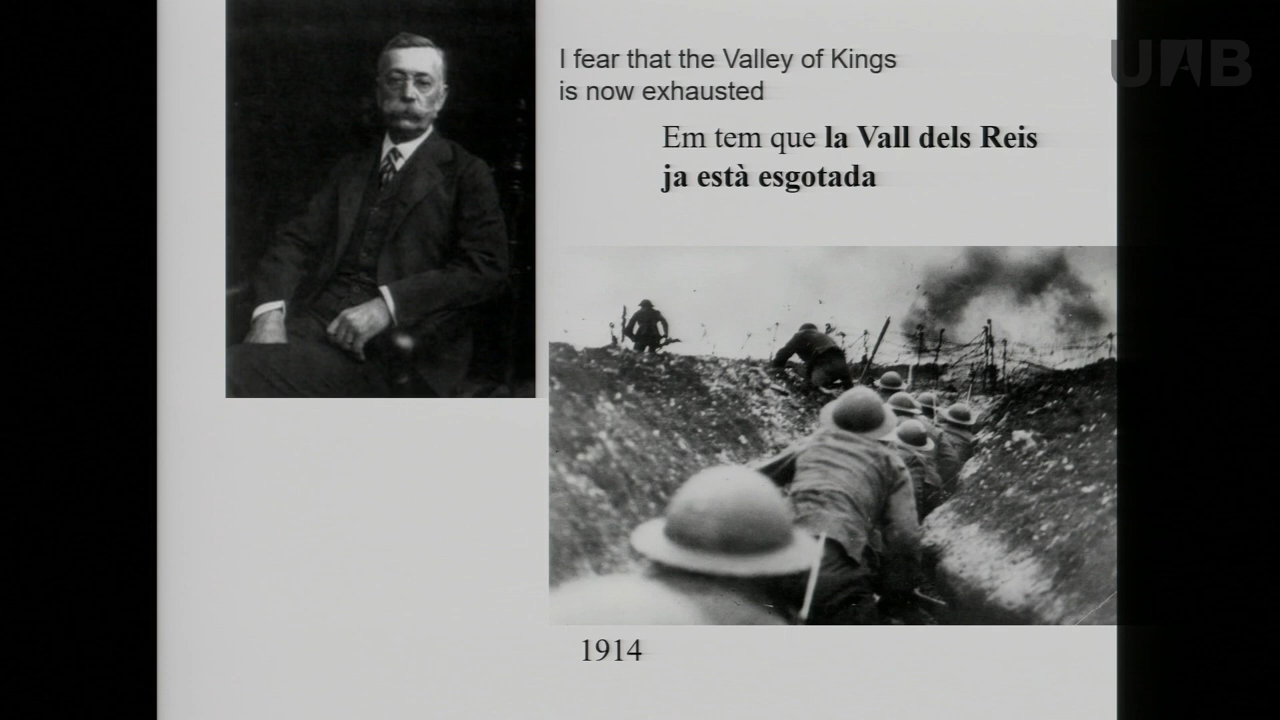 I fear that the Valley of Kings
is now exhausted
Em tem que la Vall dels Reis
ja està esgotada
1914
UAB